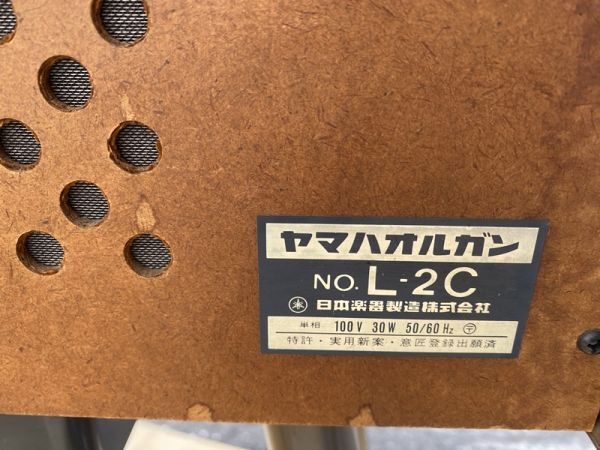 ヤマハオルガン
NO. L-2C
日本楽器製造株式会社
単相 100V 30W 50/60Hz 〒
特許・実用新案・意匠登録出願済